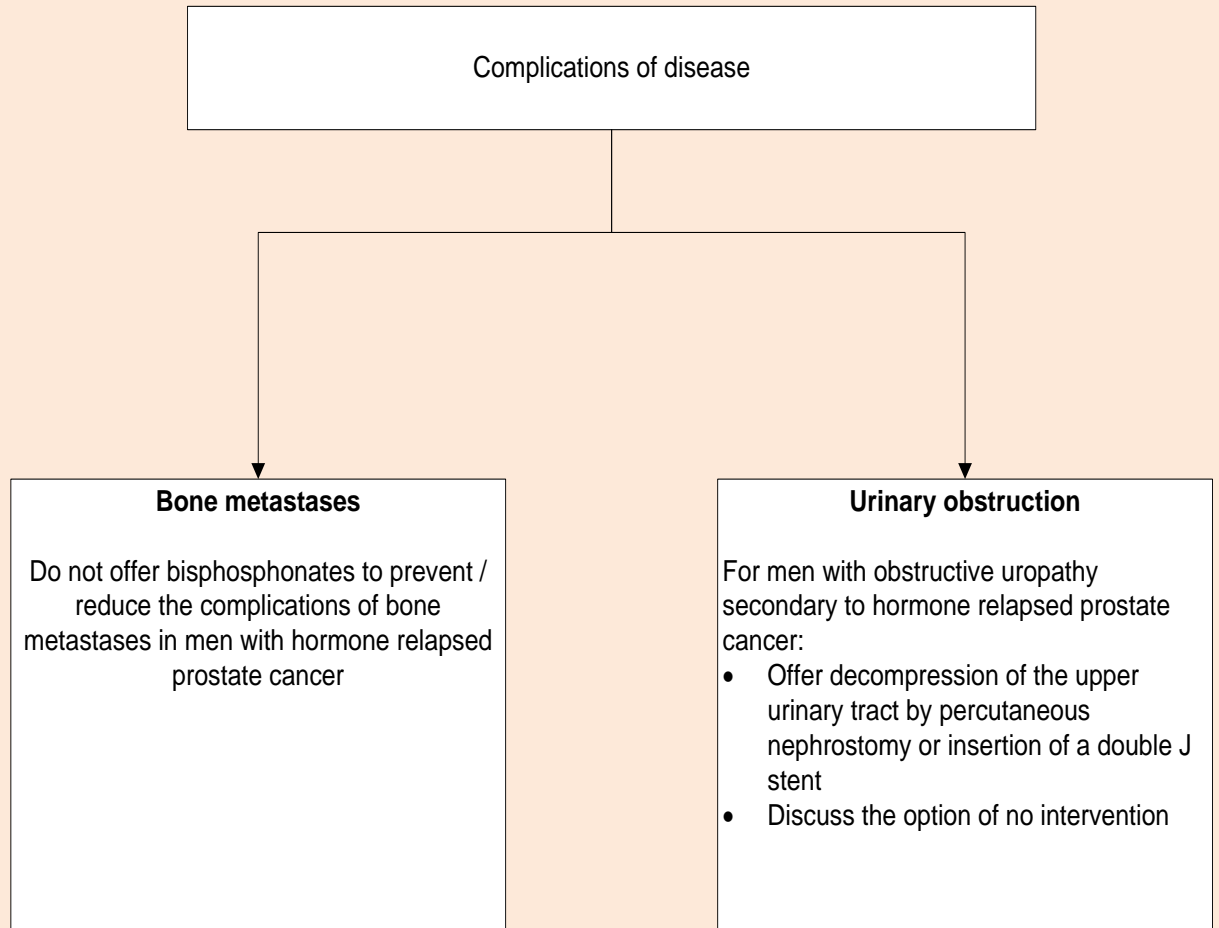 Complications of disease
Bone metastases
Do not offer bisphosphonates to prevent /
reduce the complications of bone
metastases in men with hormone relapsed
prostate cancer
Urinary obstruction
For men with obstructive uropathy
secondary to hormone relapsed prostate
cancer:
• Offer decompression of the upper
urinary tract by percutaneous
nephrostomy or insertion of a double J
stent
• Discuss the option of no intervention